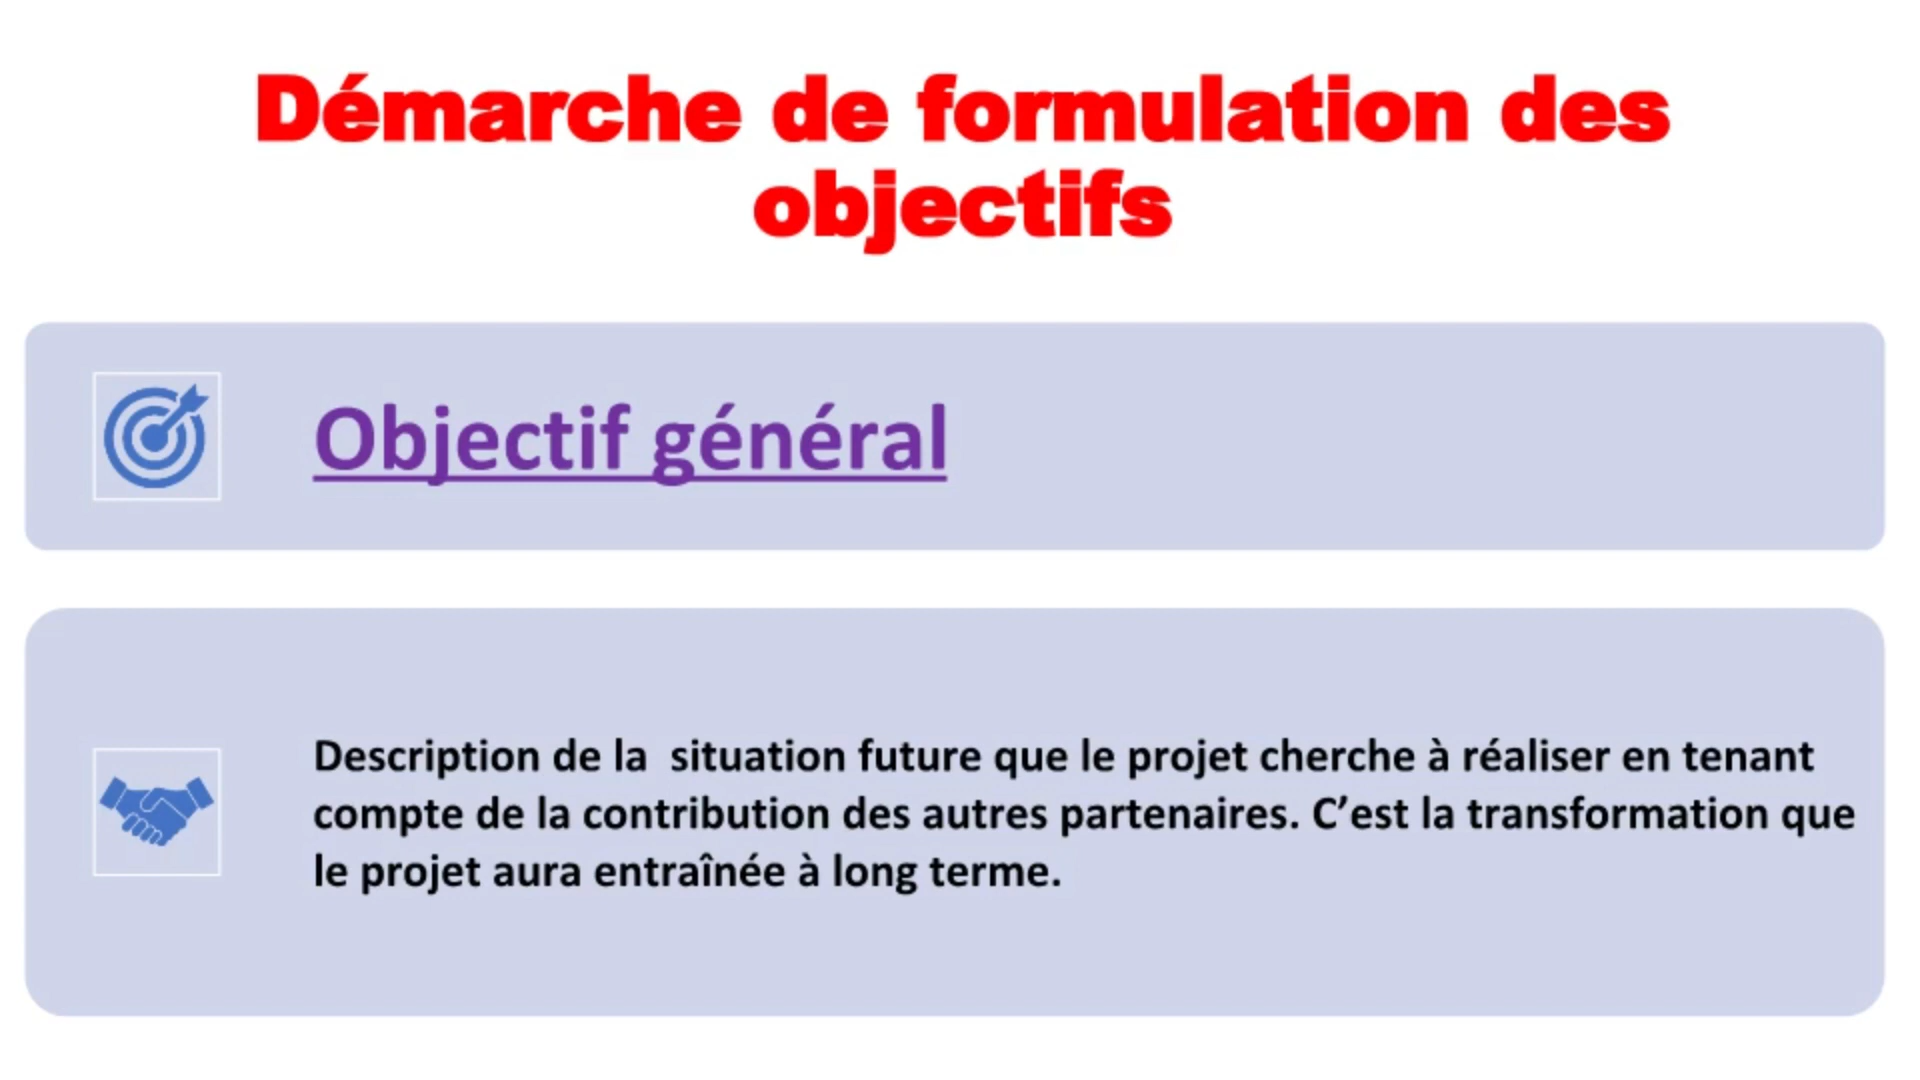 Démarche de formulation des
objectifs
Objectif général
Description de la  situation future que le projet cherche à réaliser en tenant
compte de la contribution des autres partenaires. C’est la transformation que
le projet aura entraînée à long terme.